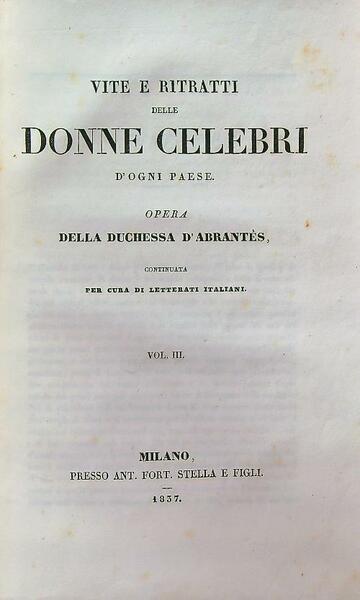 VITE E RITRATTI
DELLE
DONNE CELEBRI
D'OGNI PAESE.
OPERA
DELLA DUCHESSA D'ABRANTÈS,
CONTINUATA
PER CURA DI LETTERATI ITALIANI.
VOL. III.
MILANO,
PRESSO ANT. FORT. STELLA E FIGLI.
1837.